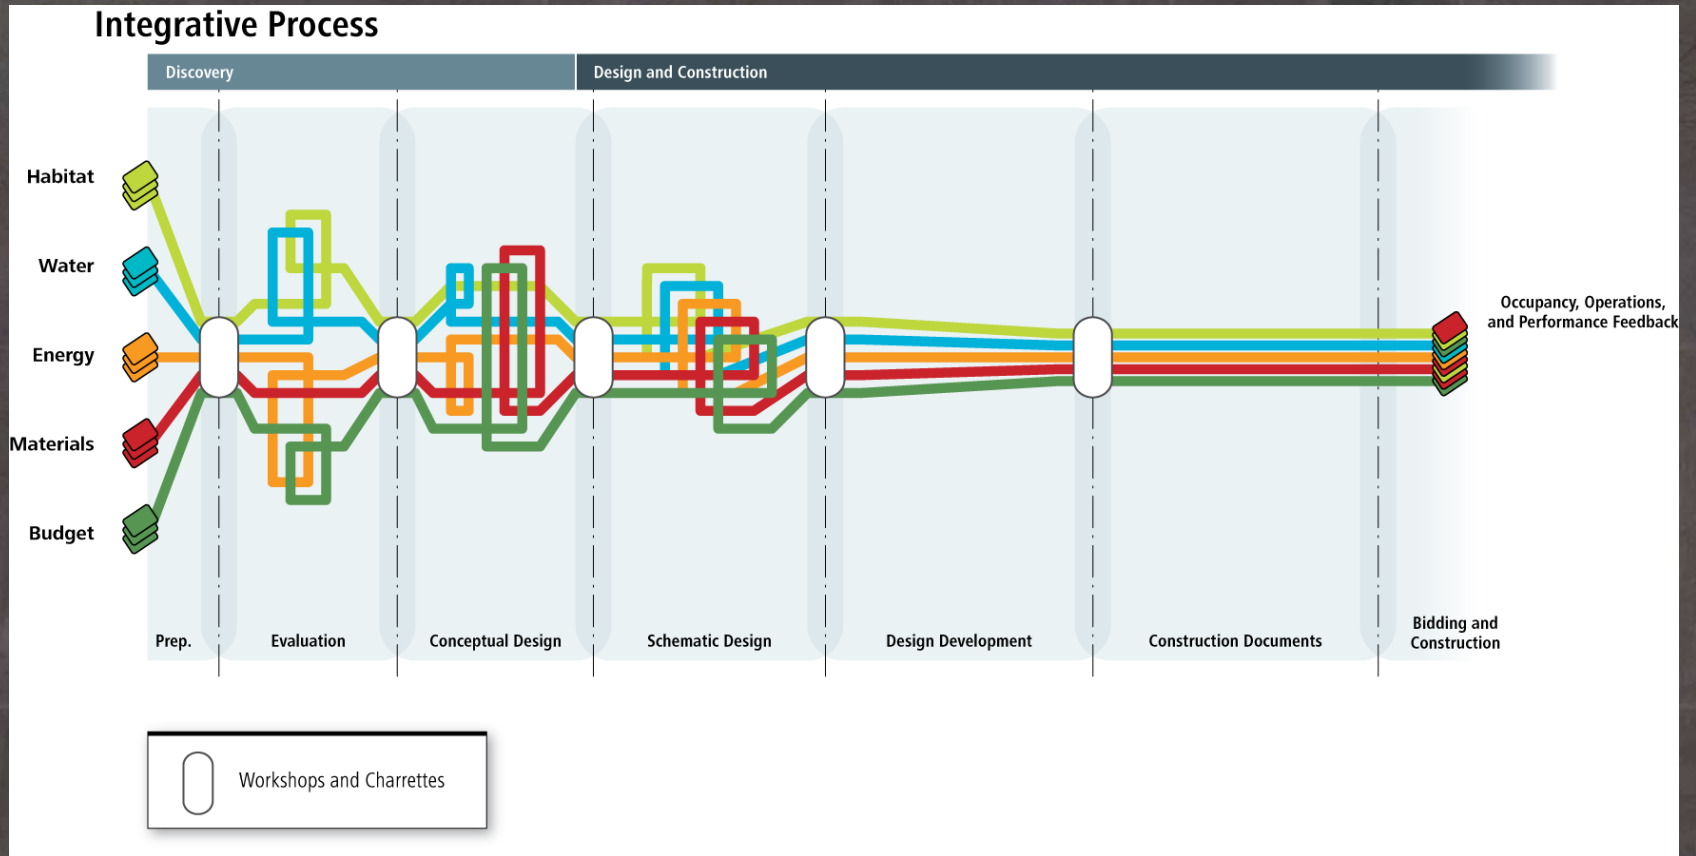 Integrative Process
Discovery
Design and Construction
Habitat
Water
Energy
Materials
Budget
Occupancy, Operations,
and Performance Feedback
Prep.
Evaluation
Conceptual Design
Schematic Design
Design Development
Construction Documents
Bidding and
Construction
Workshops and Charrettes